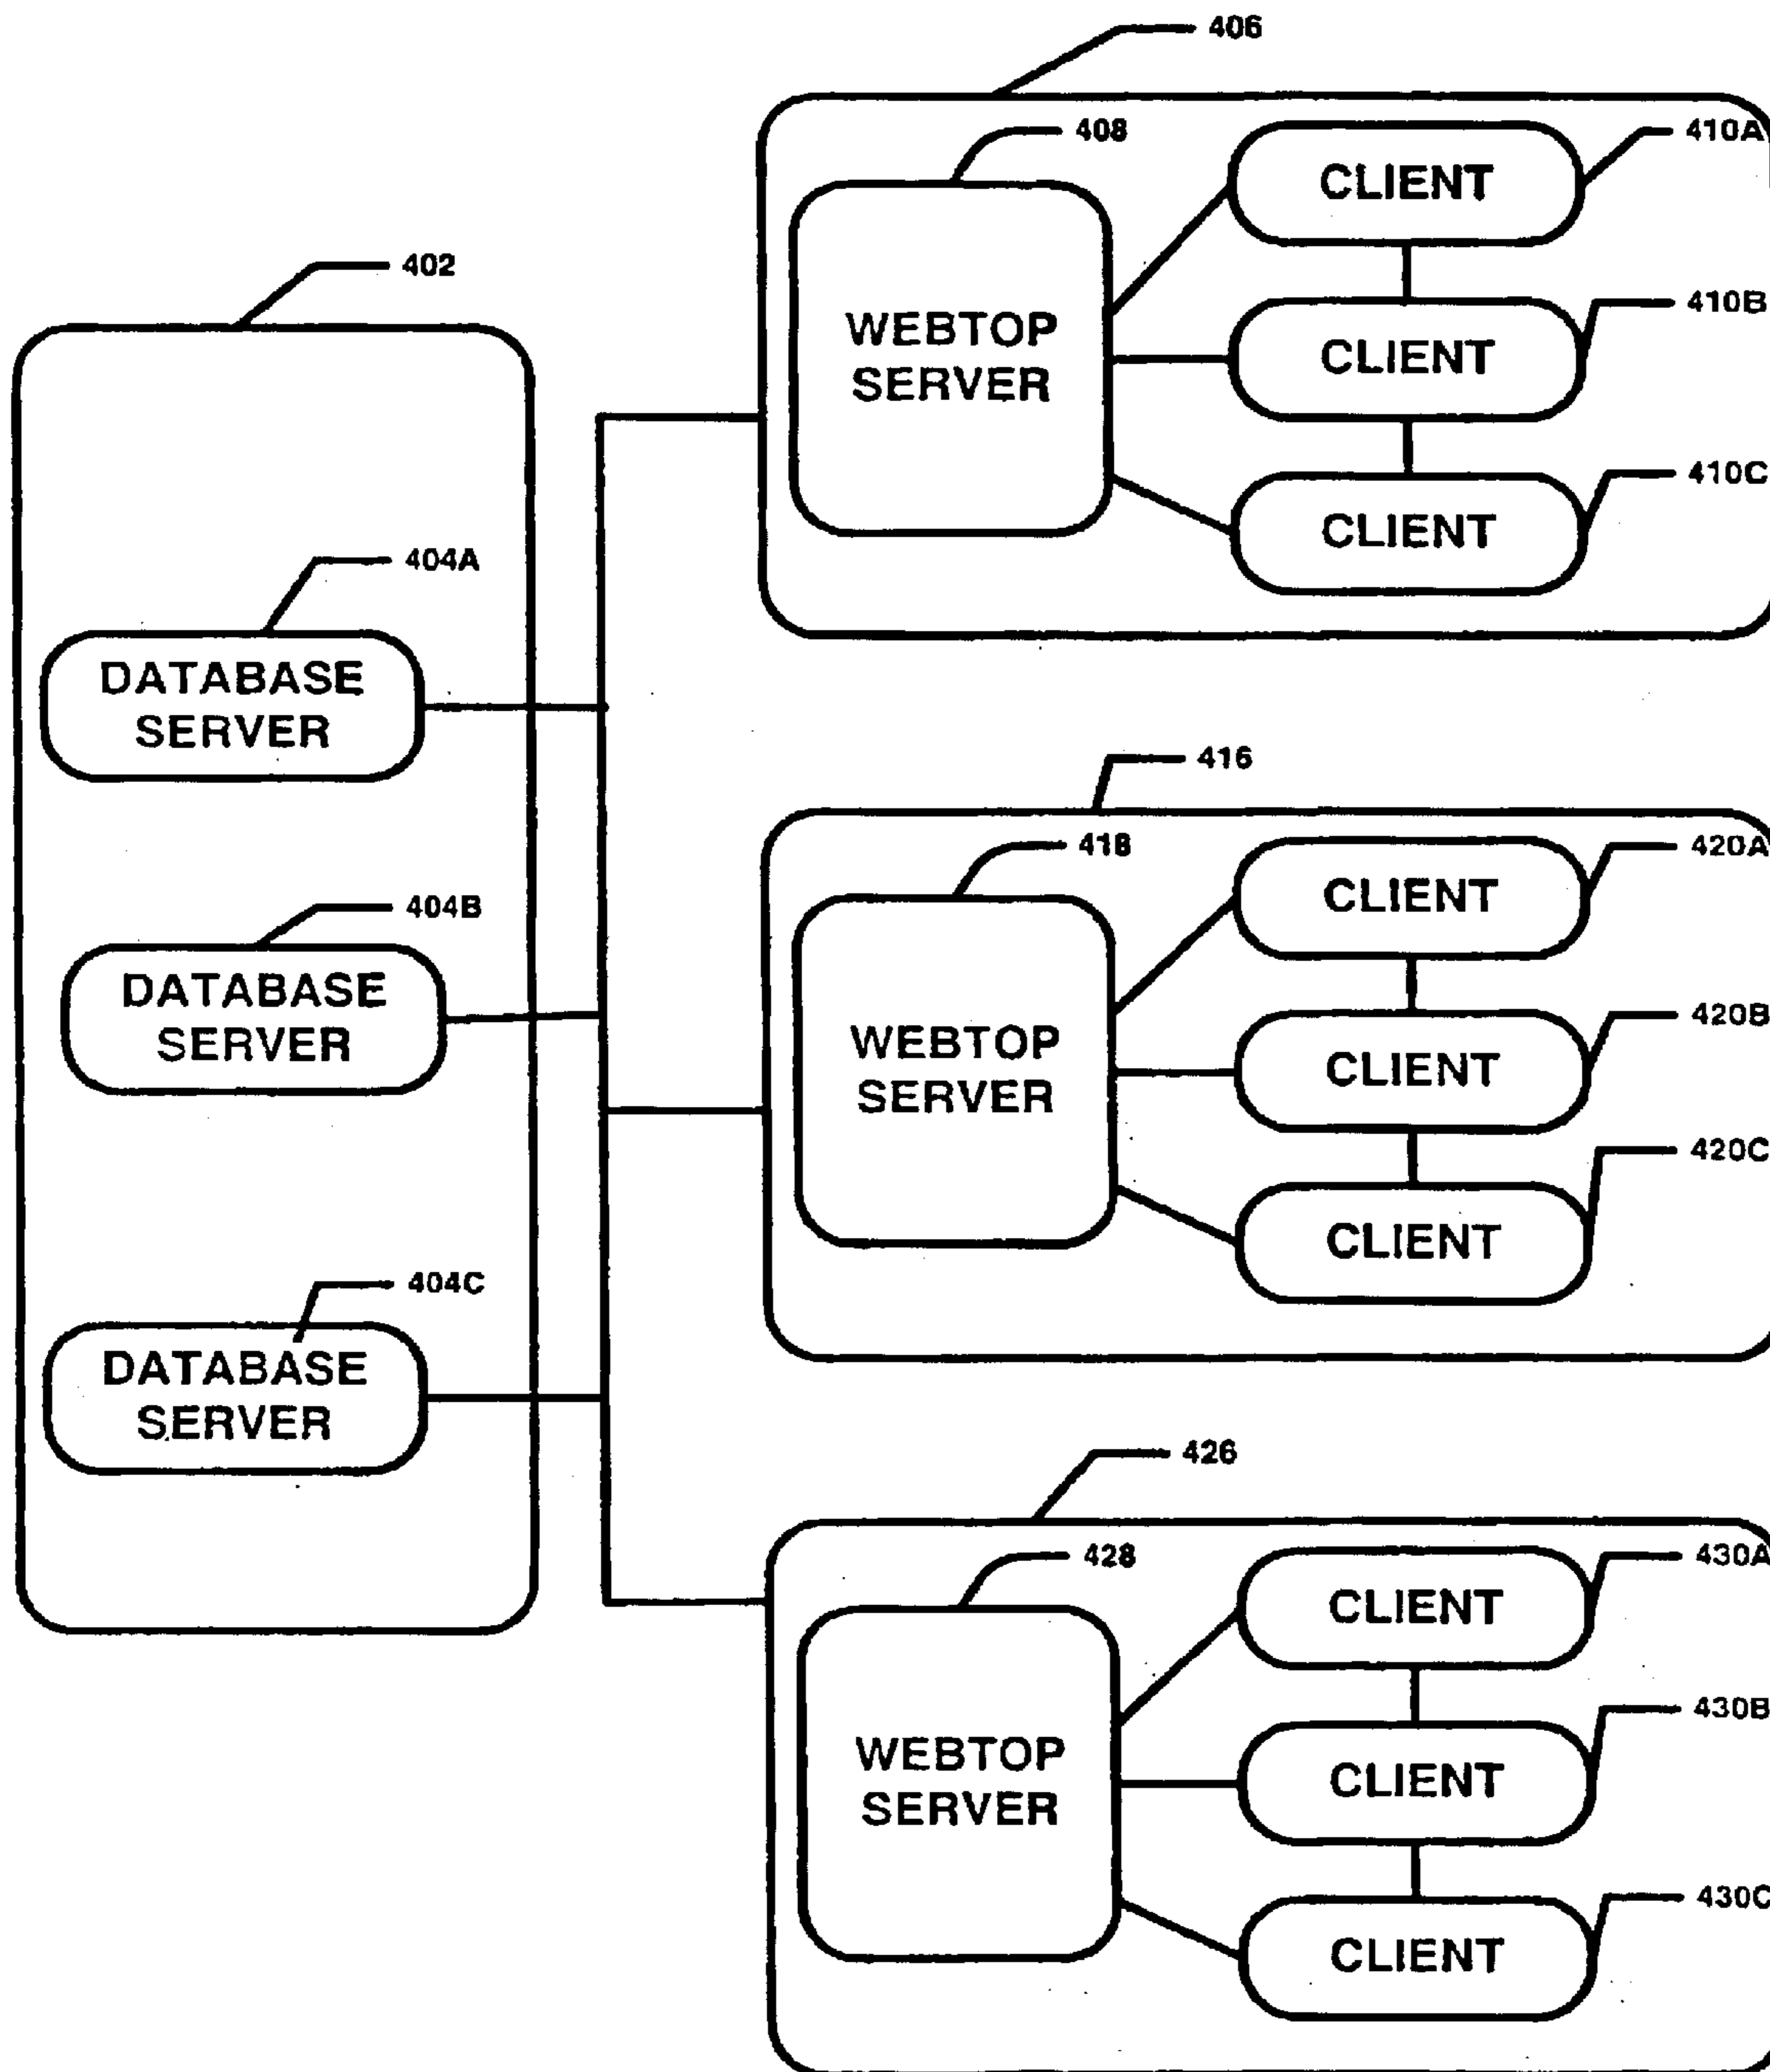 406
408
410A
CLIENT
402
410B
WEBTOP
SERVER
CLIENT
410C
CLIENT
404A
DATABASE
SERVER
416
418
420A
CLIENT
404B
DATABASE
SERVER
420B
WEBTOP
SERVER
CLIENT
420C
CLIENT
404C
DATABASE
SERVER
426
428
430A
CLIENT
430B
WEBTOP
SERVER
CLIENT
430C
CLIENT